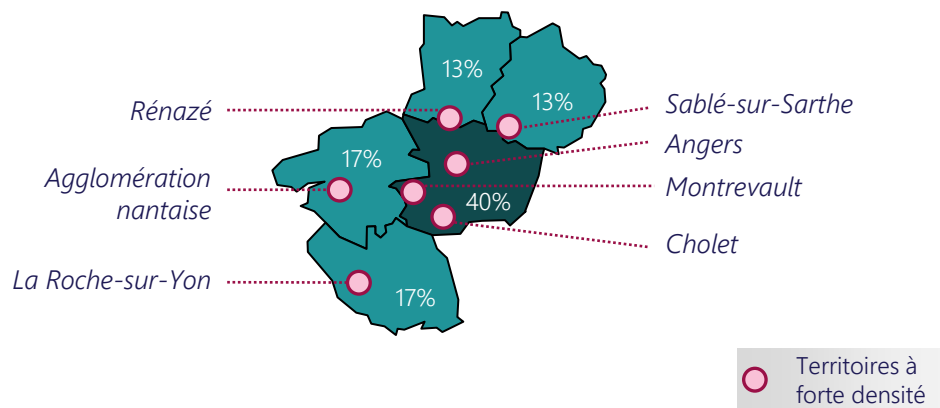 13%
13%
Rénazé
Sablé-sur-Sarthe
Angers
17%
Agglomération
nantaise
Montrevault
40%
Cholet
La Roche-sur-Yon
17%
Territoires à
forte densité